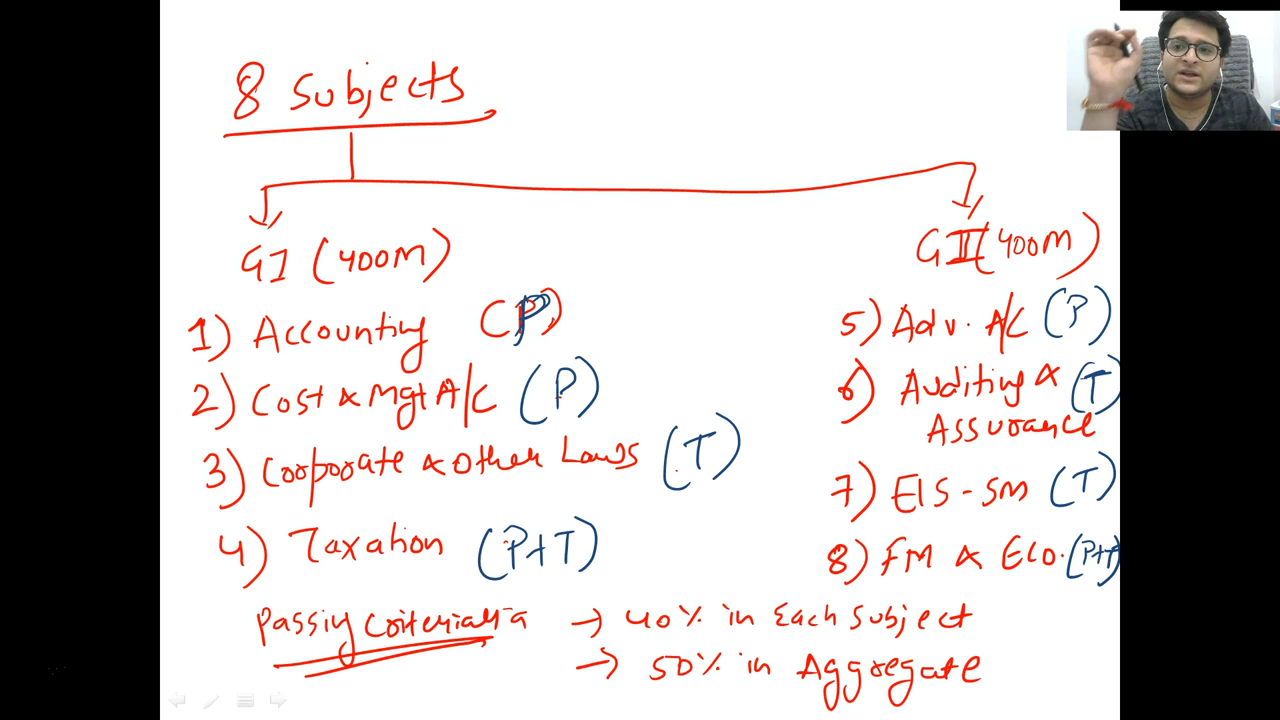 8 Subjects
GI (400M)
1) Accounting (P)
2) Cost & Mgt A/C (P)
3) Corporate & Other Laws (T)
4) Taxation (P+T)
GII (400M)
5) Adv. A/C (P)
6) Auditing & (T)
Assurance
7) EIS-SM (T)
8) FM & Eco. (P+T)
Passing
→ 40% in Each Subject
→ 50% in Aggregate